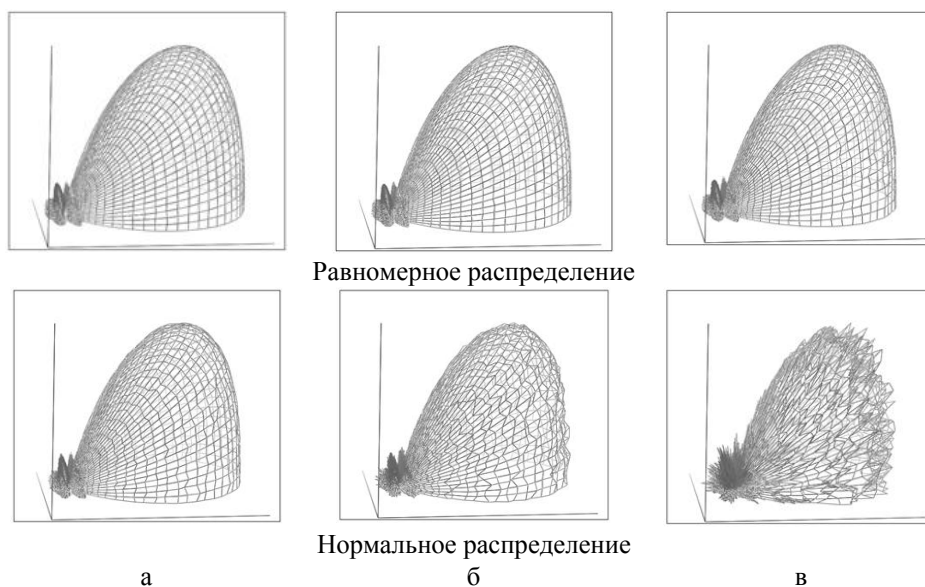 Равномерное распределение
Нормальное распределение
а б в